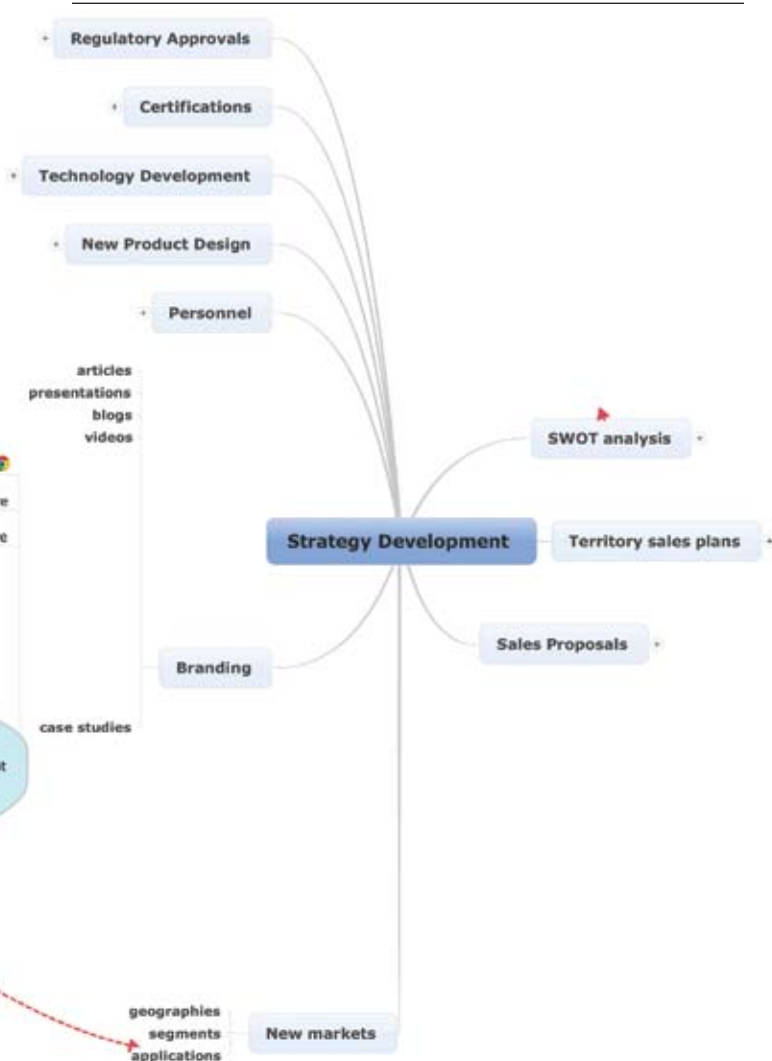 Regulatory Approvals
Certifications
Technology Development
New Product Design
Personnel
articles
presentations
blogs
videos
SWOT analysis
Strategy Development
Territory sales plans
Sales Proposals
Branding
case studies
geographies
segments
New markets
applications